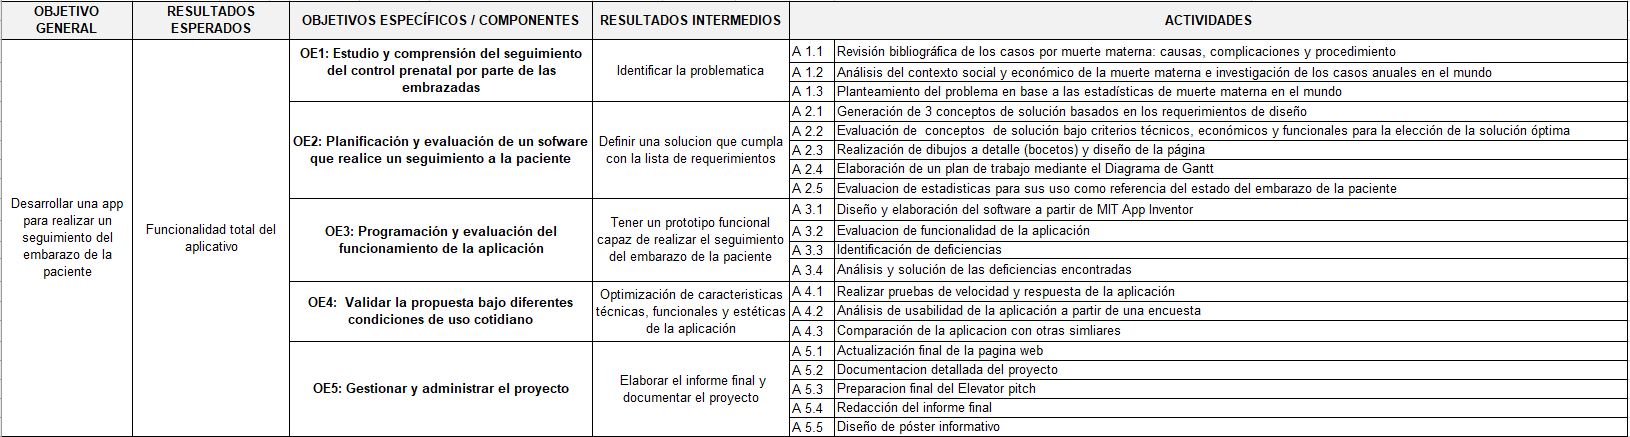 OBJETIVO
GENERAL
RESULTADOS
ESPERADOS
OBJETIVOS ESPECÍFICOS / COMPONENTES
RESULTADOS INTERMEDIOS
ACTIVIDADES
Desarrollar una app
para realizar un
seguimiento del
embarazo de la
paciente
Funcionalidad total del
aplicativo
OE1: Estudio y comprensión del seguimiento
del control prenatal por parte de las
embrazadas
Identificar la problematica
A 1.1 Revisión bibliográfica de los casos por muerte materna: causas, complicaciones y procedimiento
A 1.2 Análisis del contexto social y económico de la muerte materna e investigación de los casos anuales en el mundo
A 1.3 Planteamiento del problema en base a las estadísticas de muerte materna en el mundo
OE2: Planificación y evaluación de un sofware
que realice un seguimiento a la paciente
Definir una solucion que cumpla
con la lista de requerimientos
A 2.1 Generación de 3 conceptos de solución basados en los requerimientos de diseño
A 2.2 Evaluación de conceptos de solución bajo criterios técnicos, económicos y funcionales para la elección de la solución óptima
A 2.3 Realización de dibujos a detalle (bocetos) y diseño de la página
A 2.4 Elaboración de un plan de trabajo mediante el Diagrama de Gantt
A 2.5 Evaluacion de estadisticas para sus uso como referencia del estado del embarazo de la paciente
OE3: Programación y evaluación del
funcionamiento de la aplicación
Tener un prototipo funcional
capaz de realizar el seguimiento
del embarazo de la paciente
A 3.1 Diseño y elaboración del software a partir de MIT App Inventor
A 3.2 Evaluacion de funcionalidad de la aplicación
A 3.3 Identificación de deficiencias
A 3.4 Análisis y solución de las deficiencias encontradas
OE4: Validar la propuesta bajo diferentes
condiciones de uso cotidiano
Optimización de caracteristicas
técnicas, funcionales y estéticas
de la aplicación
A 4.1 Realizar pruebas de velocidad y respuesta de la aplicación
A 4.2 Análisis de usabilidad de la aplicación a partir de una encuesta
A 4.3 Comparación de la aplicacion con otras simliares
OE5: Gestionar y administrar el proyecto
Elaborar el informe final y
documentar el proyecto
A 5.1 Actualización final de la pagina web
A 5.2 Documentacion detallada del proyecto
A 5.3 Preparacion final del Elevator pitch
A 5.4 Redacción del informe final
A 5.5 Diseño de póster informativo